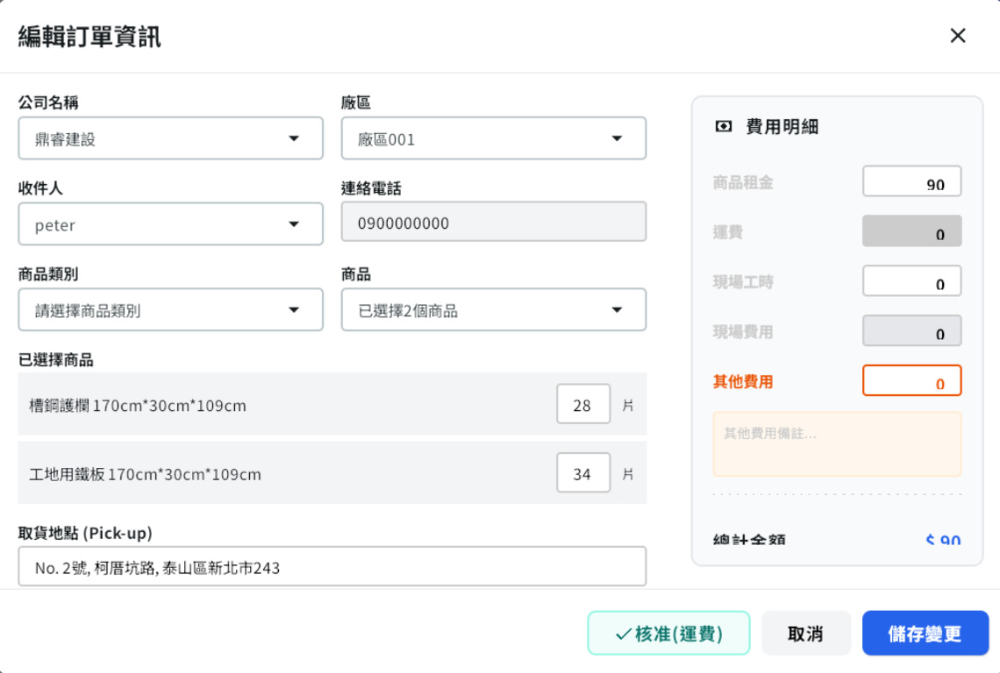 編輯訂單資訊
公司名稱
廠區
鼎睿建設
廠區001
收件人
連絡電話
peter
0900000000
商品類別
商品
請選擇商品類別
已選擇2個商品
已選擇商品
槽鋼護欄 170cm*30cm*109cm
28
片
工地用鐵板 170cm*30cm*109cm
34
片
取貨地點 (Pick-up)
No. 2號, 柯厝坑路, 泰山區新北市243
費用明細
商品租金
90
運費
0
現場工時
0
現場費用
0
其他費用
0
其他費用備註...
總計金額
$ 90
核准(運費)
取消
儲存變更